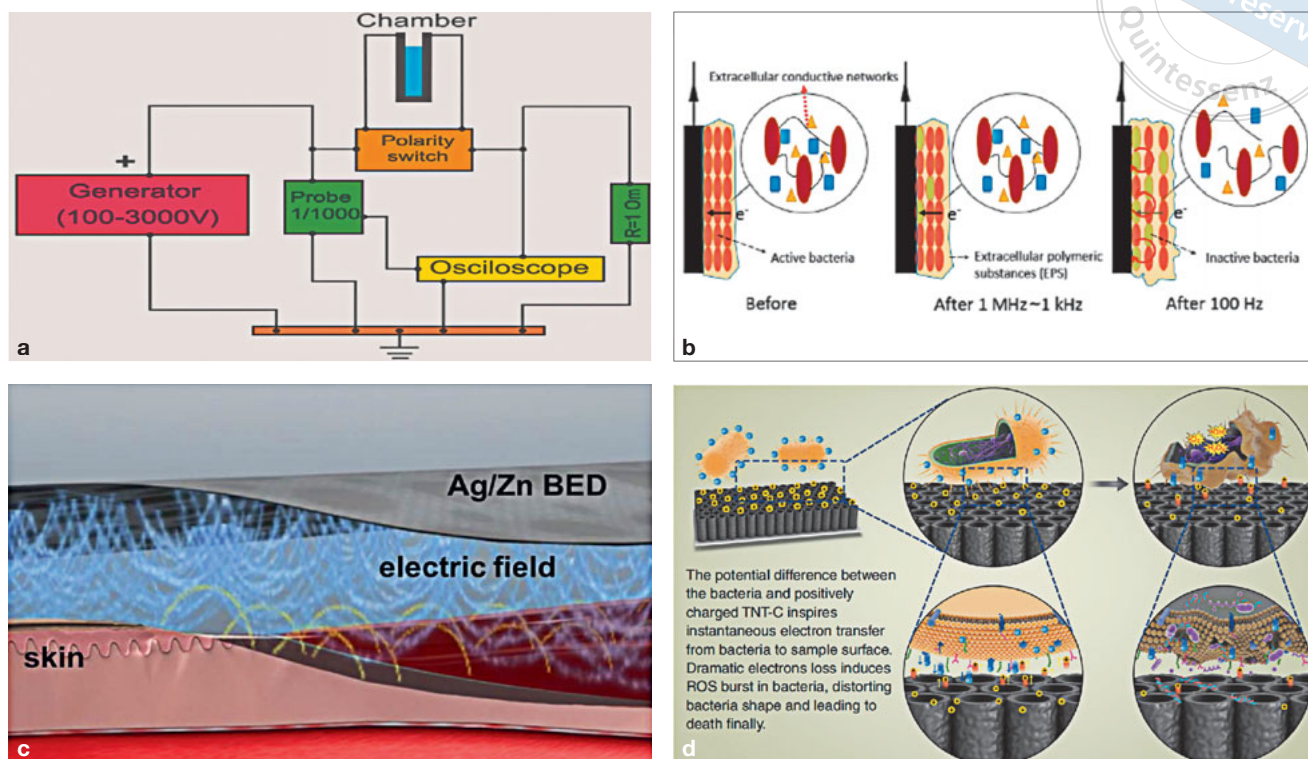 Chamber
Polarity
switch
+
Generator
(100-3000V)
Probe
1/1000
R=1 0m
Osciloscope
a
reserv
Quintessenz
Extracellular conductive networks
e-
e-
e-
Active bacteria
Extracellular polymeric
substances (EPS)
Inactive bacteria
Before
After 1 MHz~1 kHz
After 100 Hz
b
Ag/Zn BED
electric field
skin
c
The potential difference between
the bacteria and positively
charged TNT-C inspires
instantaneous electron transfer
from bacteria to sample surface.
Dramatic electrons loss induces
ROS burst in bacteria, distorting
bacteria shape and leading to
death finally.
d